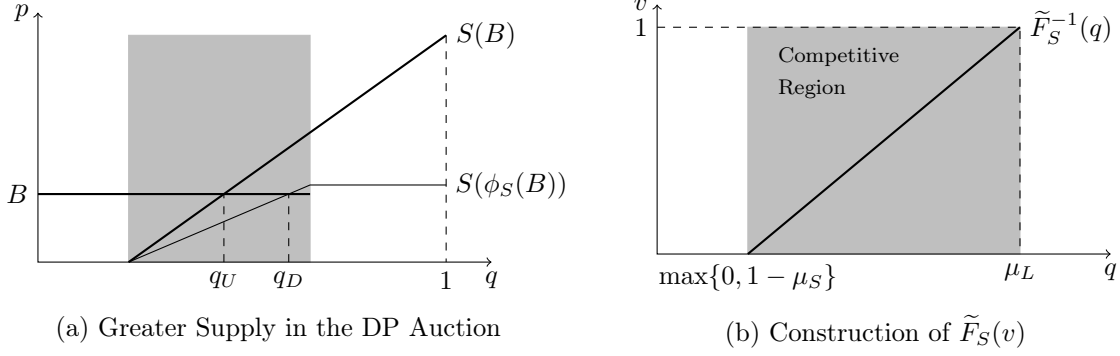 p
S(B)
B
S(ϕ_S(B))
q_U
q_D
1
q
(a) Greater Supply in the DP Auction
v
1
F̃_S^{-1}(q)
Competitive
Region
max{0, 1 − μ_S}
μ_L
q
(b) Construction of F̃_S(v)